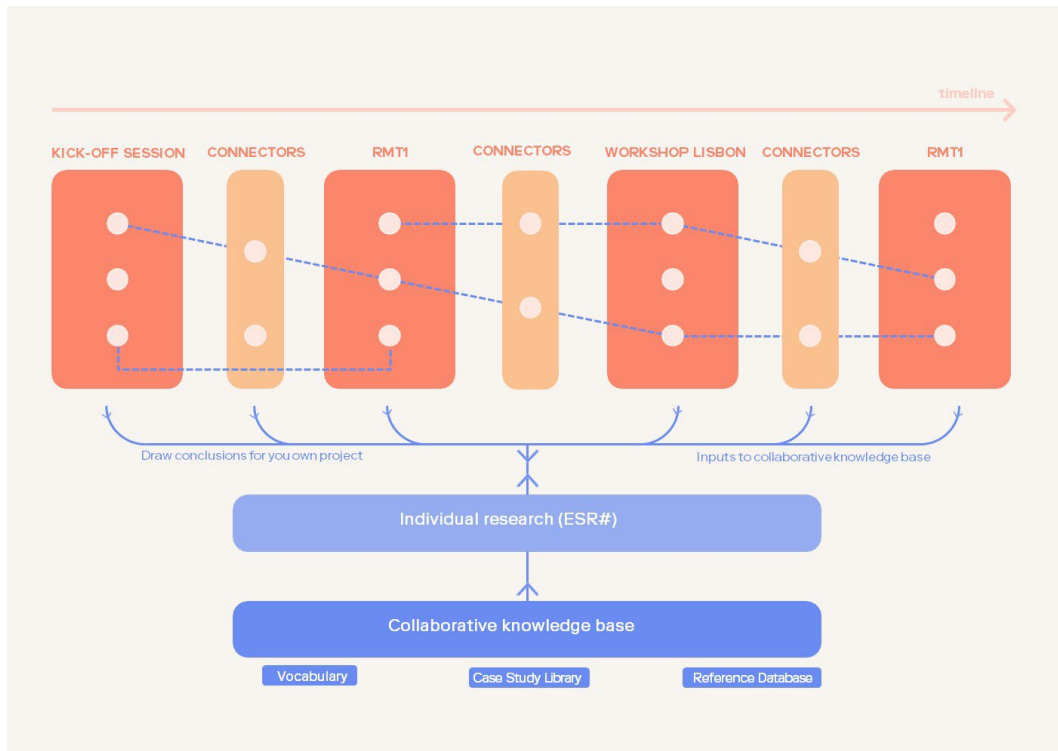 timeline
KICK-OFF SESSION
CONNECTORS
RMT1
CONNECTORS
WORKSHOP LISBON
CONNECTORS
RMT1
Draw conclusions for you own project
Inputs to collaborative knowledge base
Individual research (ESR#)
Collaborative knowledge base
Vocabulary
Case Study Library
Reference Database